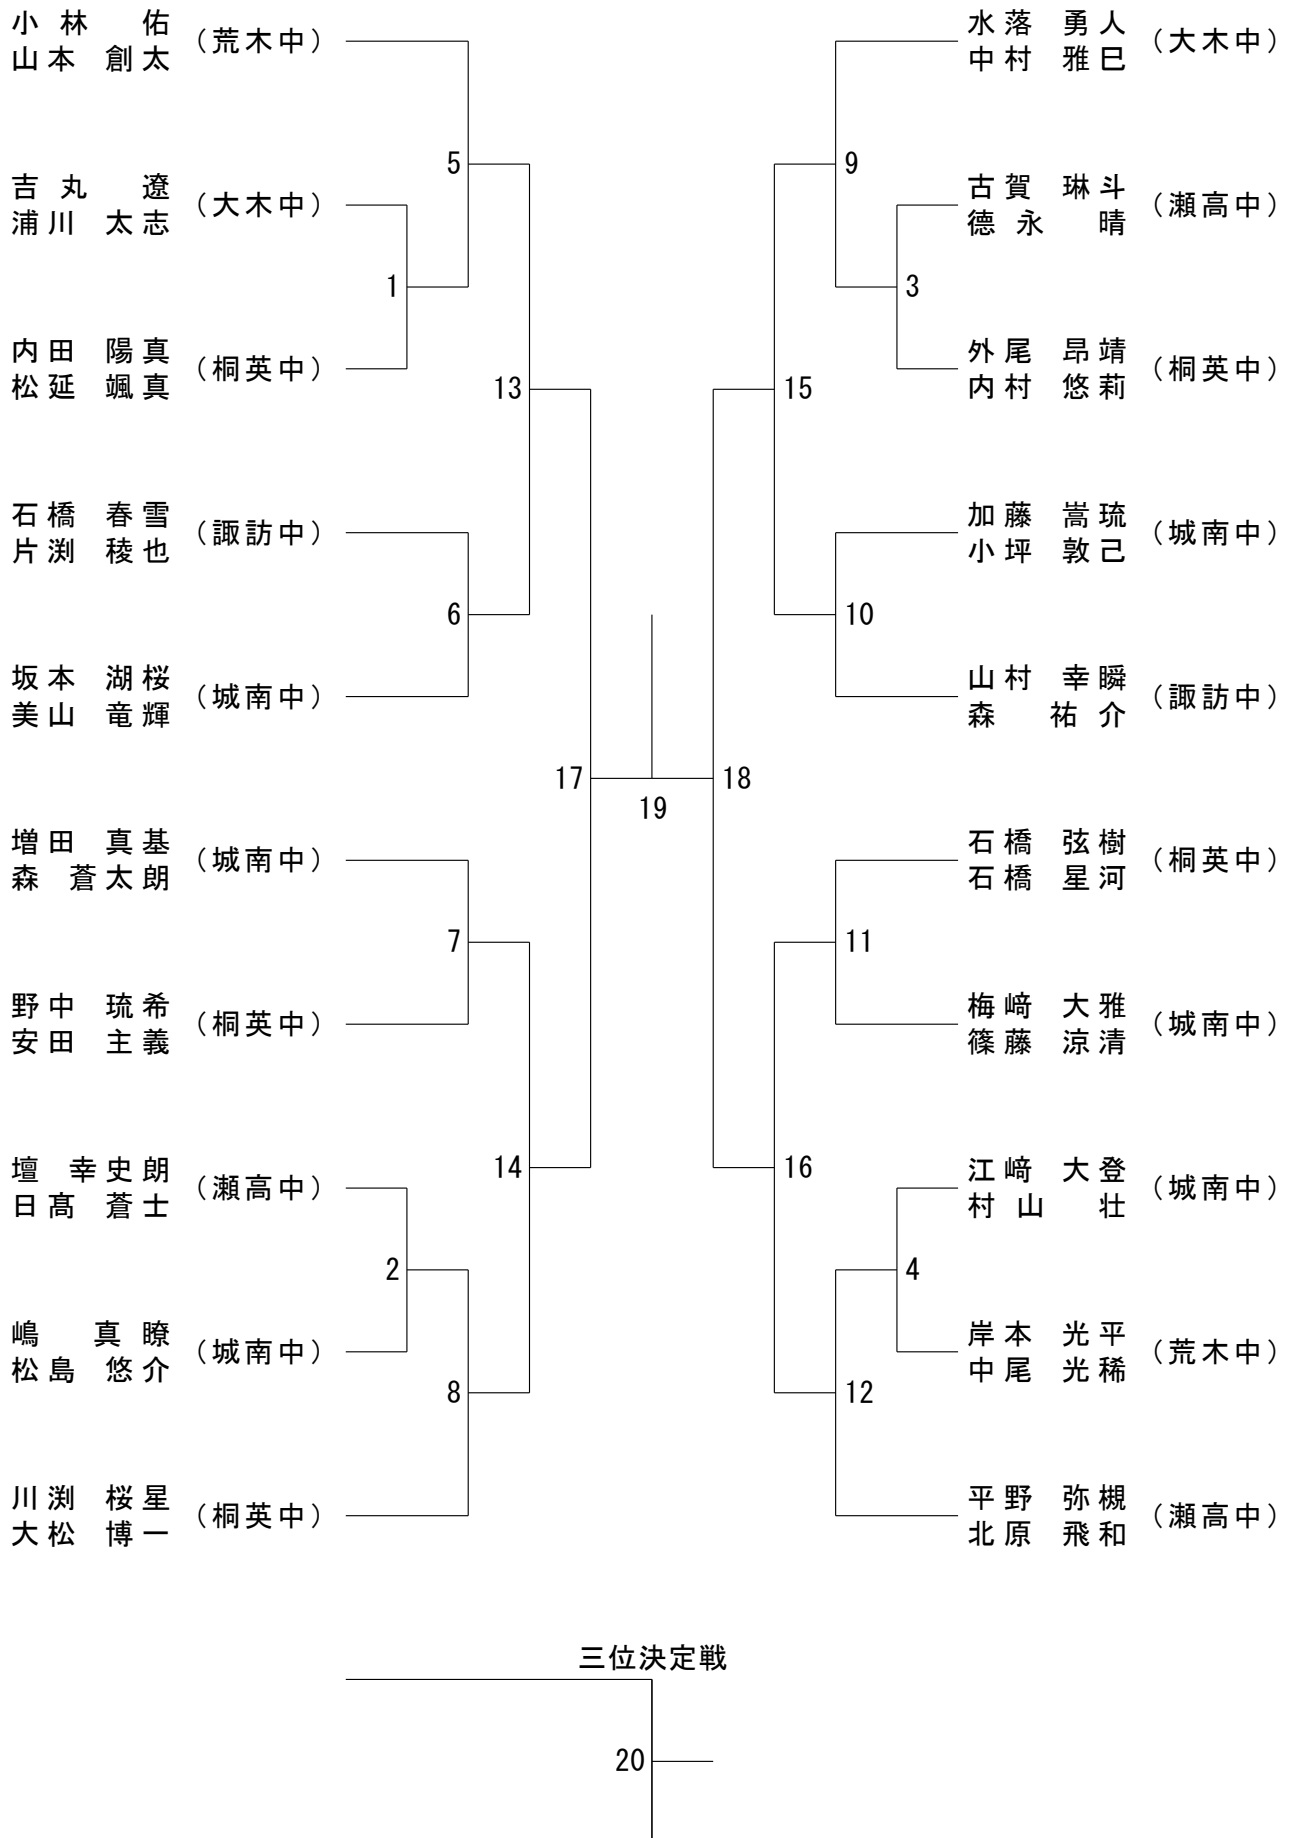 小林 佑
山本 創太
（荒木中）
吉丸 遼
浦川 太志
（大木中）
内田 陽真
松延 颯真
（桐英中）
石橋 春雪
片渕 稜也
（諏訪中）
坂本 湖桜
美山 竜輝
（城南中）
増田 真基
森 蒼太朗
（城南中）
野中 琉希
安田 主義
（桐英中）
壇 幸史朗
日髙 蒼士
（瀬高中）
嶋 真瞭
松島 悠介
（城南中）
川渕 桜星
大松 博一
（桐英中）
5
1
13
6
17
7
14
2
8
19
水落 勇人
中村 雅巳
（大木中）
古賀 琳斗
德永 晴
（瀬高中）
外尾 昂靖
内村 悠莉
（桐英中）
加藤 嵩琉
小坪 敦己
（城南中）
山村 幸瞬
森 祐介
（諏訪中）
石橋 弦樹
石橋 星河
（桐英中）
梅﨑 大雅
篠藤 涼清
（城南中）
江﨑 大登
村山 壮
（城南中）
岸本 光平
中尾 光稀
（荒木中）
平野 弥槻
北原 飛和
（瀬高中）
9
3
15
10
18
11
16
4
12
三位決定戦
20